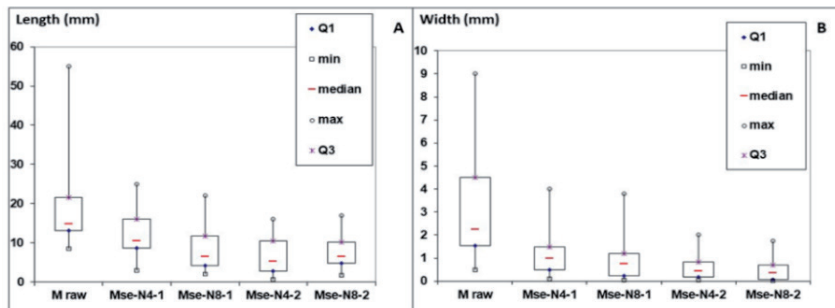 Length (mm)
A
60
50
40
30
20
10
0
Q1
min
median
max
Q3
M raw
Mse-N4-1
Mse-N8-1
Mse-N4-2
Mse-N8-2
Width (mm)
B
10
9
8
7
6
5
4
3
2
1
0
Q1
min
median
max
Q3
M raw
Mse-N4-1
Mse-N8-1
Mse-N4-2
Mse-N8-2